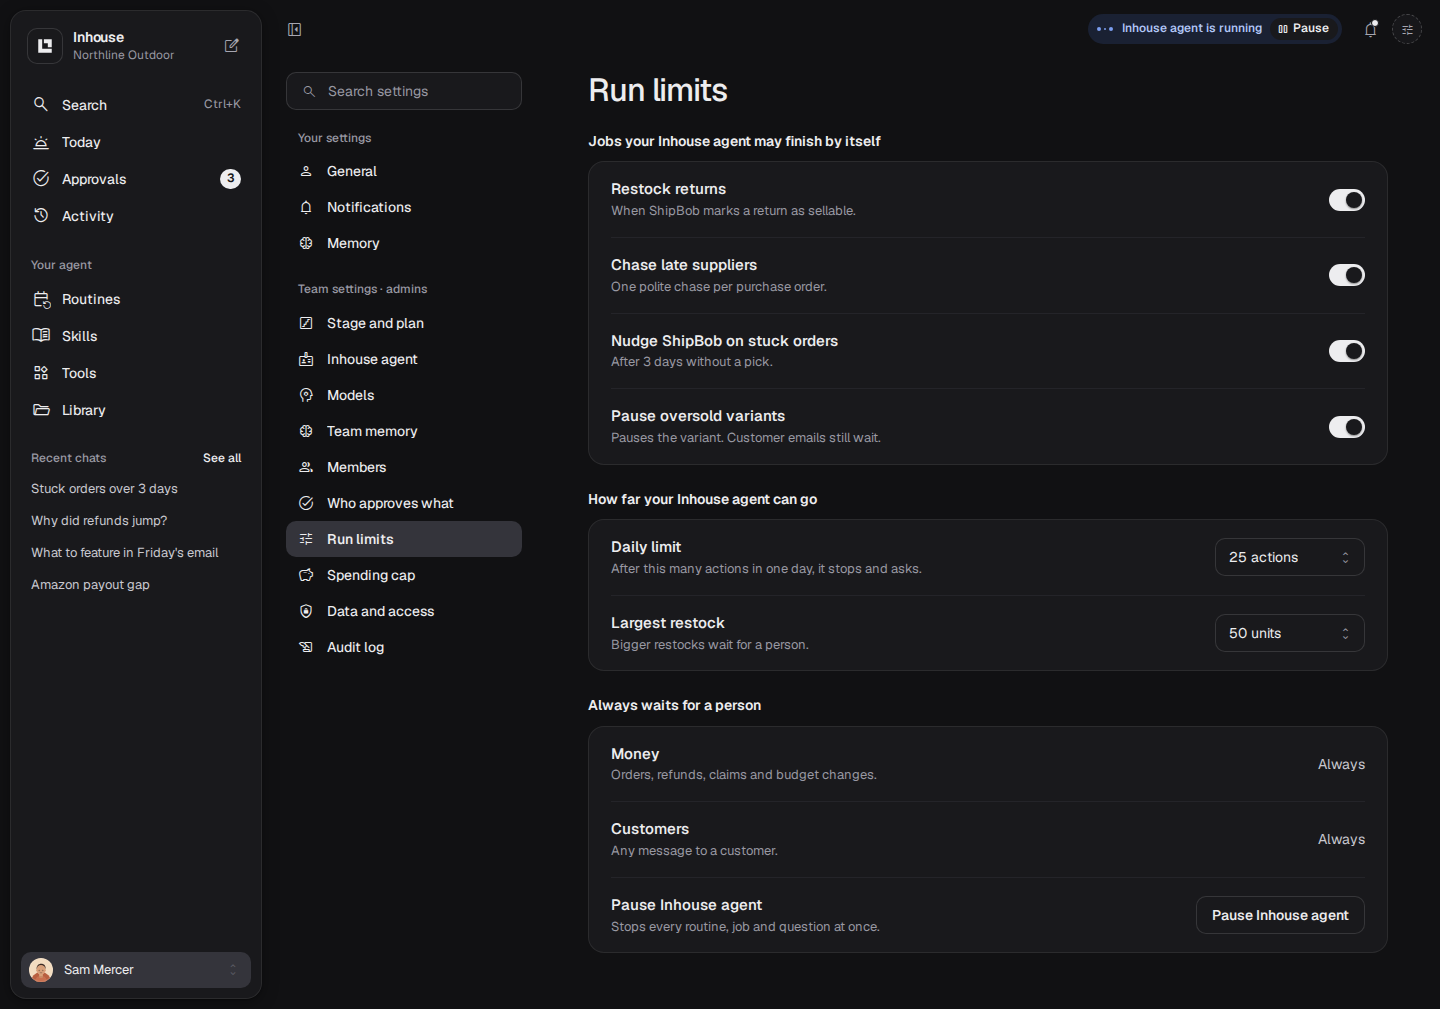 Inhouse
Northline Outdoor
Search
Ctrl+K
Today
Approvals
3
Activity
Your agent
Routines
Skills
Tools
Library
Recent chats
See all
Stuck orders over 3 days
Why did refunds jump?
What to feature in Friday's email
Amazon payout gap
Sam Mercer
Inhouse agent is running
Pause
Search settings
Your settings
General
Notifications
Memory
Team settings · admins
Stage and plan
Inhouse agent
Models
Team memory
Members
Who approves what
Run limits
Spending cap
Data and access
Audit log
Run limits
Jobs your Inhouse agent may finish by itself
Restock returns
When ShipBob marks a return as sellable.
Chase late suppliers
One polite chase per purchase order.
Nudge ShipBob on stuck orders
After 3 days without a pick.
Pause oversold variants
Pauses the variant. Customer emails still wait.
How far your Inhouse agent can go
Daily limit
After this many actions in one day, it stops and asks.
25 actions
Largest restock
Bigger restocks wait for a person.
50 units
Always waits for a person
Money
Orders, refunds, claims and budget changes.
Always
Customers
Any message to a customer.
Always
Pause Inhouse agent
Stops every routine, job and question at once.
Pause Inhouse agent